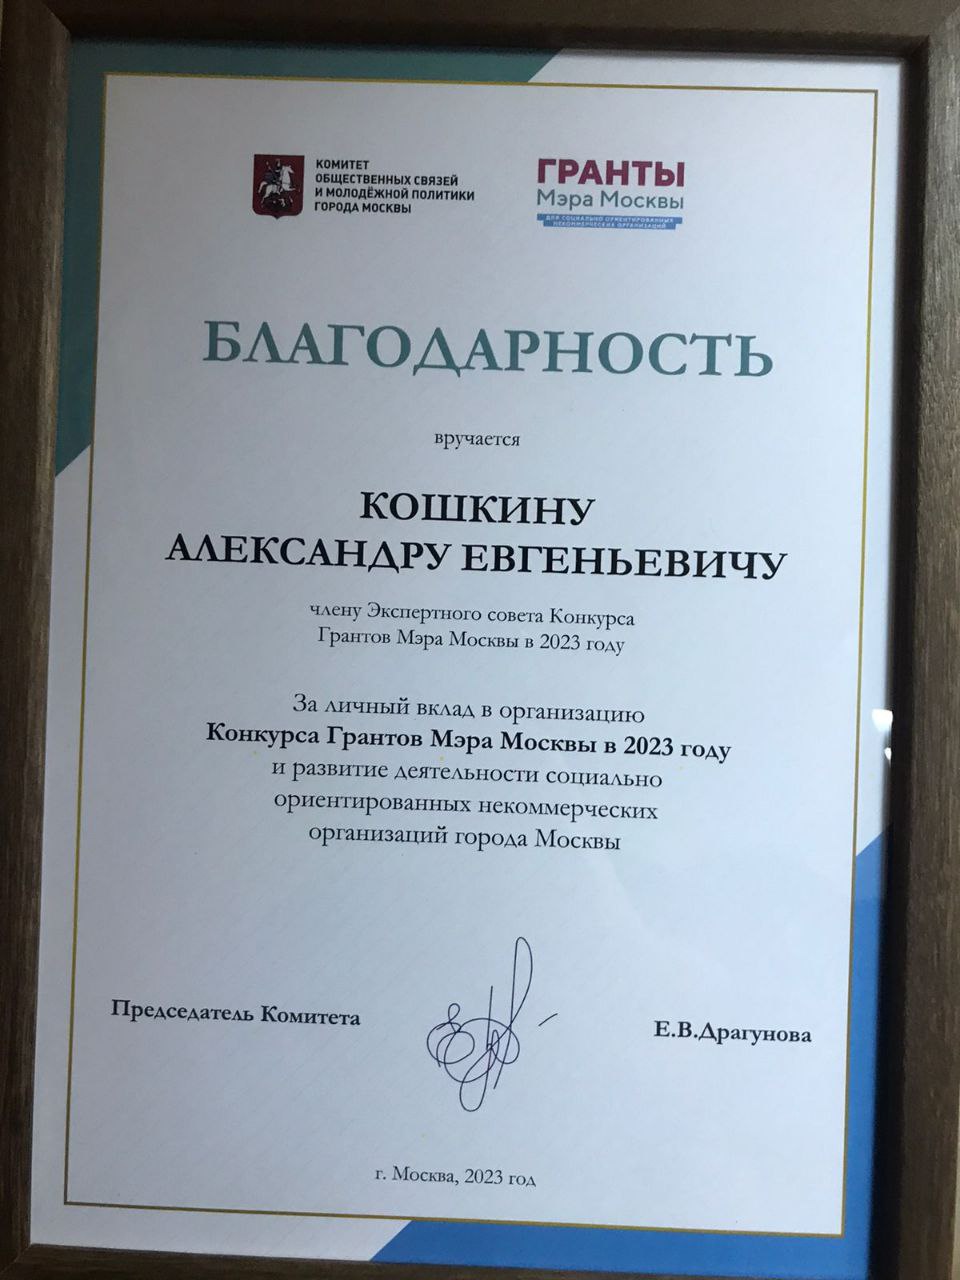 КОМИТЕТ
ОБЩЕСТВЕННЫХ СВЯЗЕЙ
И МОЛОДЁЖНОЙ ПОЛИТИКИ
ГОРОДА МОСКВЫ
ГРАНТЫ
Мэра Москвы
ДЛЯ СОЦИАЛЬНО ОРИЕНТИРОВАННЫХ
НЕКОММЕРЧЕСКИХ ОРГАНИЗАЦИЙ
БЛАГОДАРНОСТЬ
вручается
КОШКИНУ
АЛЕКСАНДРУ ЕВГЕНЬЕВИЧУ
члену Экспертного совета Конкурса
Грантов Мэра Москвы в 2023 году
За личный вклад в организацию
Конкурса Грантов Мэра Москвы в 2023 году
и развитие деятельности социально
ориентированных некоммерческих
организаций города Москвы
Председатель Комитета
Е.В.Драгунова
г. Москва, 2023 год